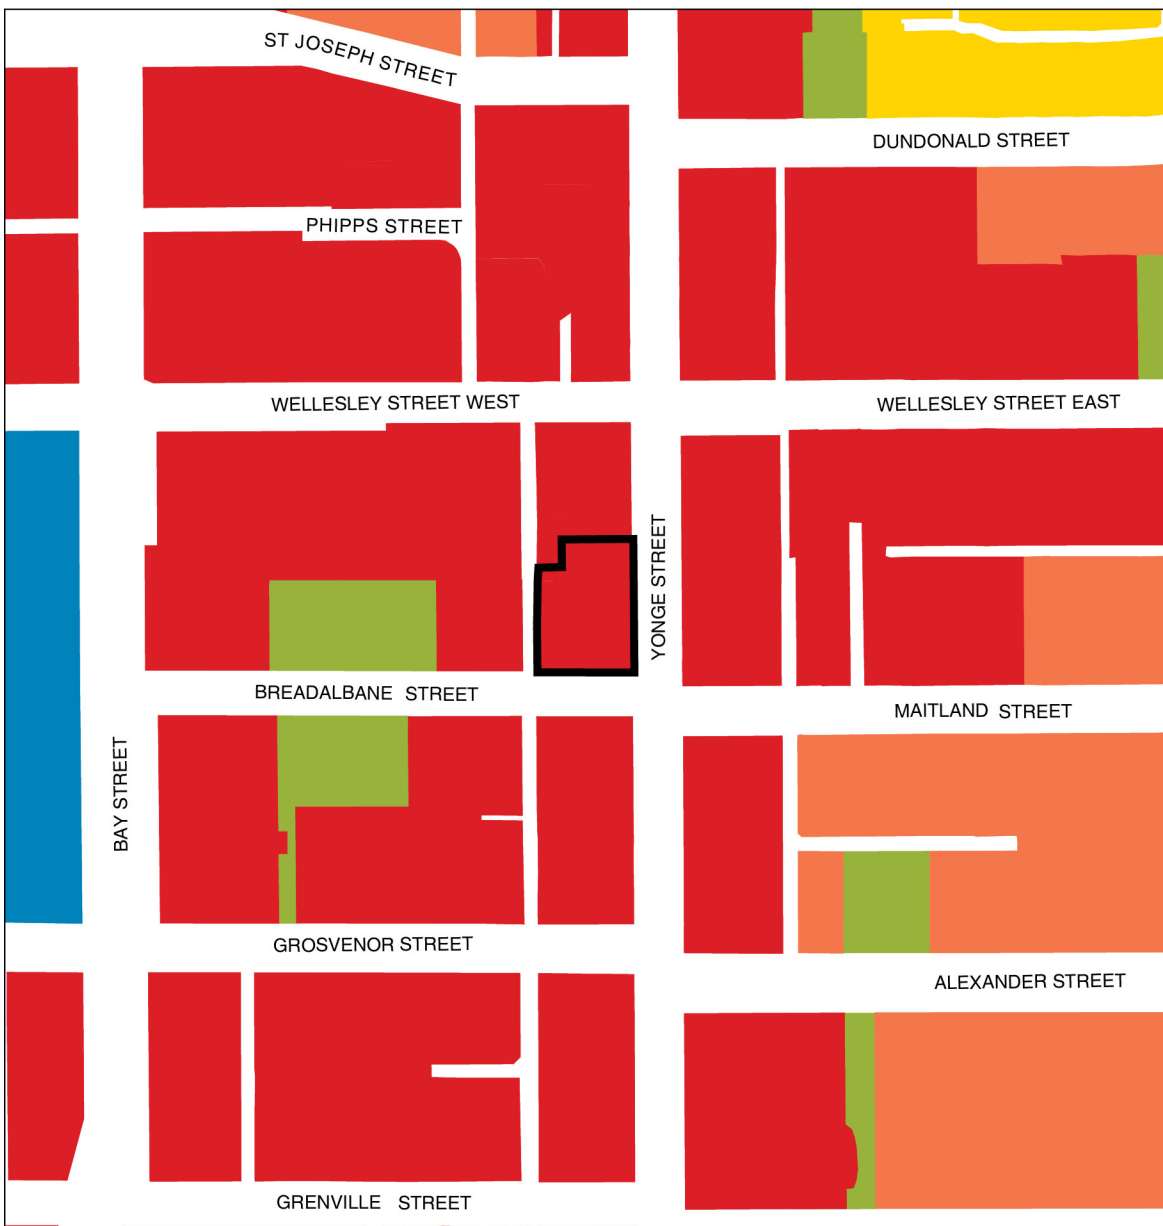 ST JOSEPH STREET
DUNDONALD STREET
PHIPPS STREET
WELLESLEY STREET WEST
WELLESLEY STREET EAST
YONGE STREET
BREADALBANE STREET
MAITLAND STREET
BAY STREET
GROSVENOR STREET
ALEXANDER STREET
GRENVILLE STREET